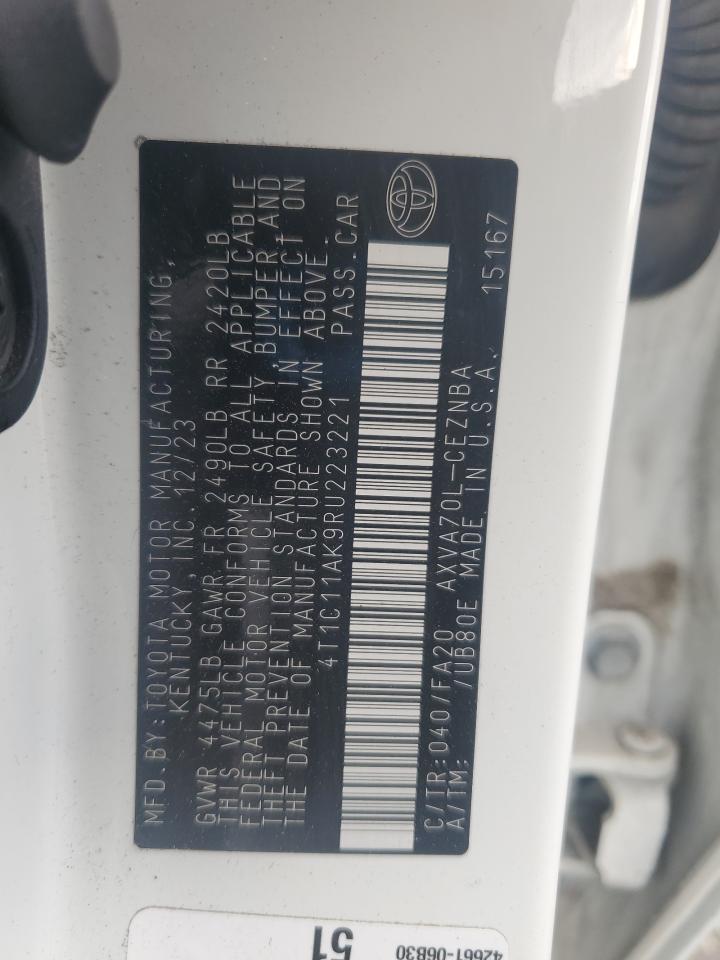 MFD.BY:TOYOTA MOTOR MANUFACTURING,
KENTUCKY, INC. 12/23
GVWR 4475LB GAWR FR 2490LB RR 2420LB
THIS VEHICLE CONFORMS TO ALL APPLICABLE
FEDERAL MOTOR VEHICLE SAFETY, BUMPER, AND
THEFT PREVENTION STANDARDS IN EFFECT ON
THE DATE OF MANUFACTURE SHOWN ABOVE.
4T1C11AK9RU223221 PASS.CAR
C/TR:040/FA20 AXVA70L-CEZNBA
A/TM: /UB80E MADE IN U.S.A. 15167
51
42661-06B30